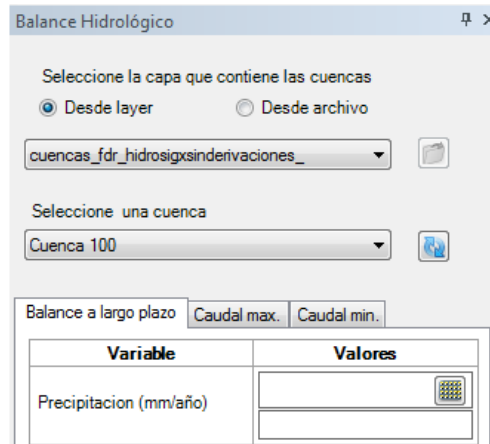 Balance Hidrológico
Seleccione la capa que contiene las cuencas
Desde layer Desde archivo
cuencas_fdr_hidrosigxsinderivaciones_
Seleccione una cuenca
Cuenca 100
Balance a largo plazo Caudal max. Caudal min.
Variable Valores
Precipitacion (mm/año)